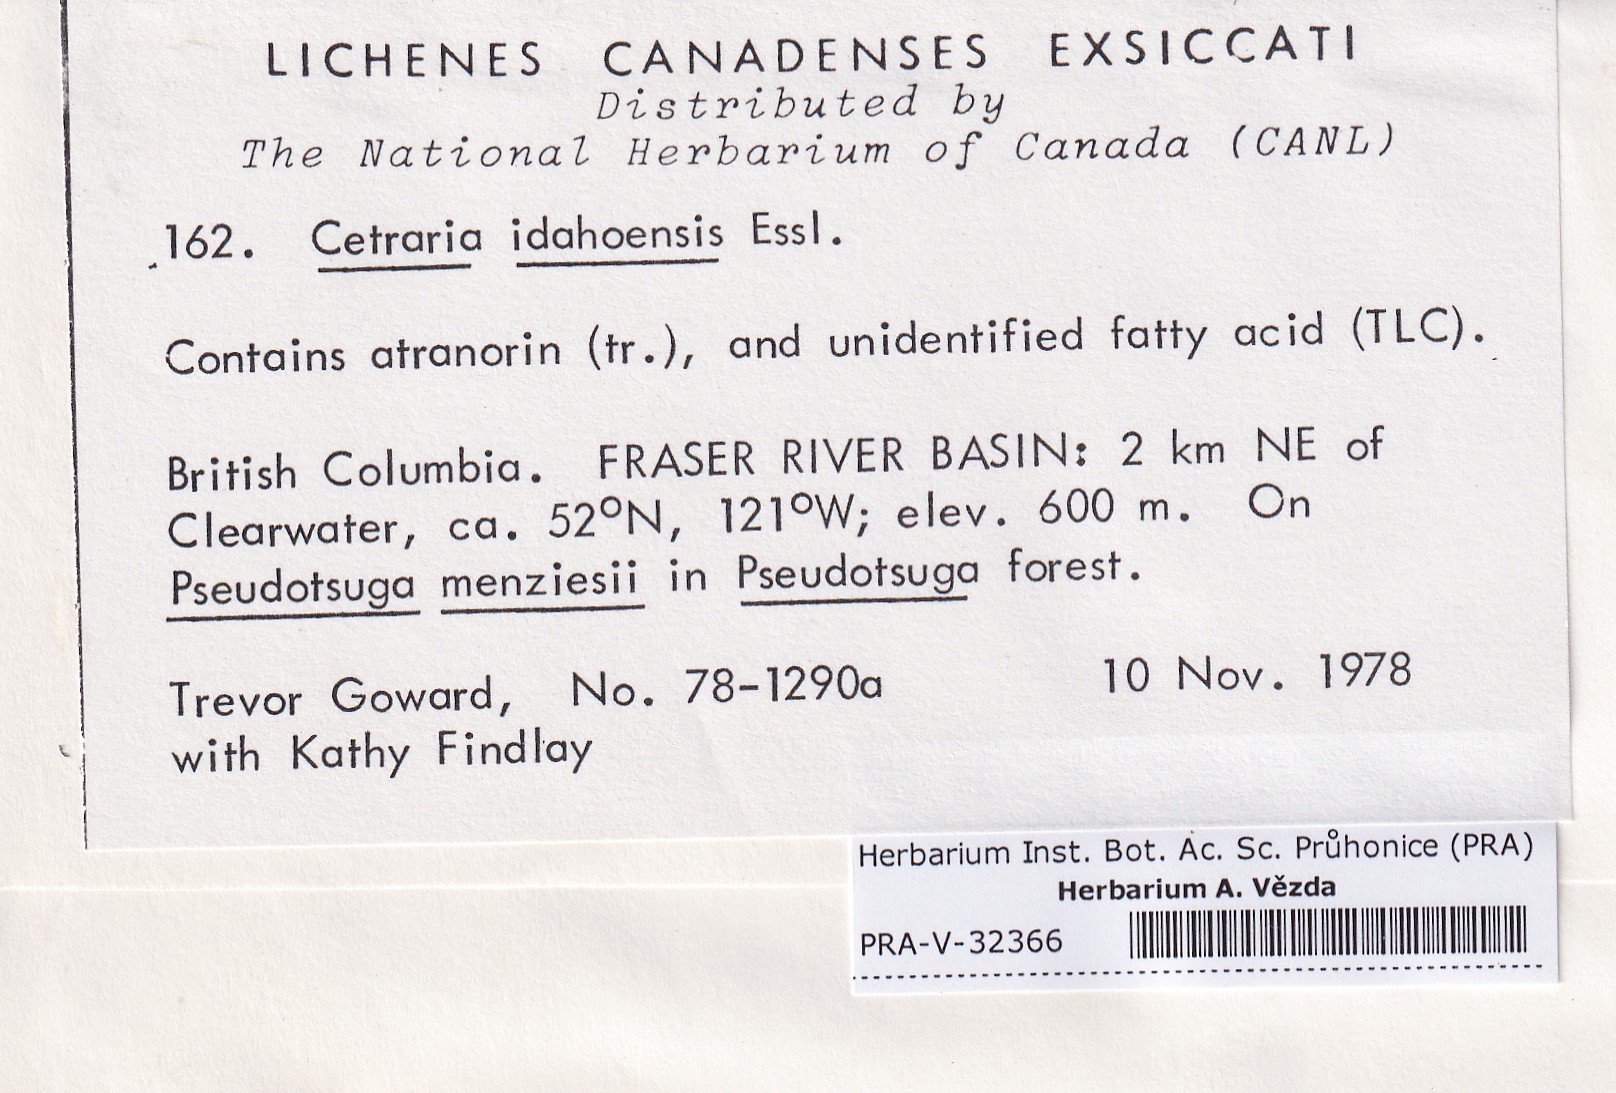 LICHENES CANADENSES EXSICCATI
Distributed by
The National Herbarium of Canada (CANL)
162. Cetraria idahoensis Essl.
Contains atranorin (tr.), and unidentified fatty acid (TLC).
British Columbia. FRASER RIVER BASIN: 2 km NE of
Clearwater, ca. 52°N, 121°W; elev. 600 m. On
Pseudotsuga menziesii in Pseudotsuga forest.
Trevor Goward, No. 78-1290a 10 Nov. 1978
with Kathy Findlay
Herbarium Inst. Bot. Ac. Sc. Průhonice (PRA)
Herbarium A. Vězda
PRA-V-32366